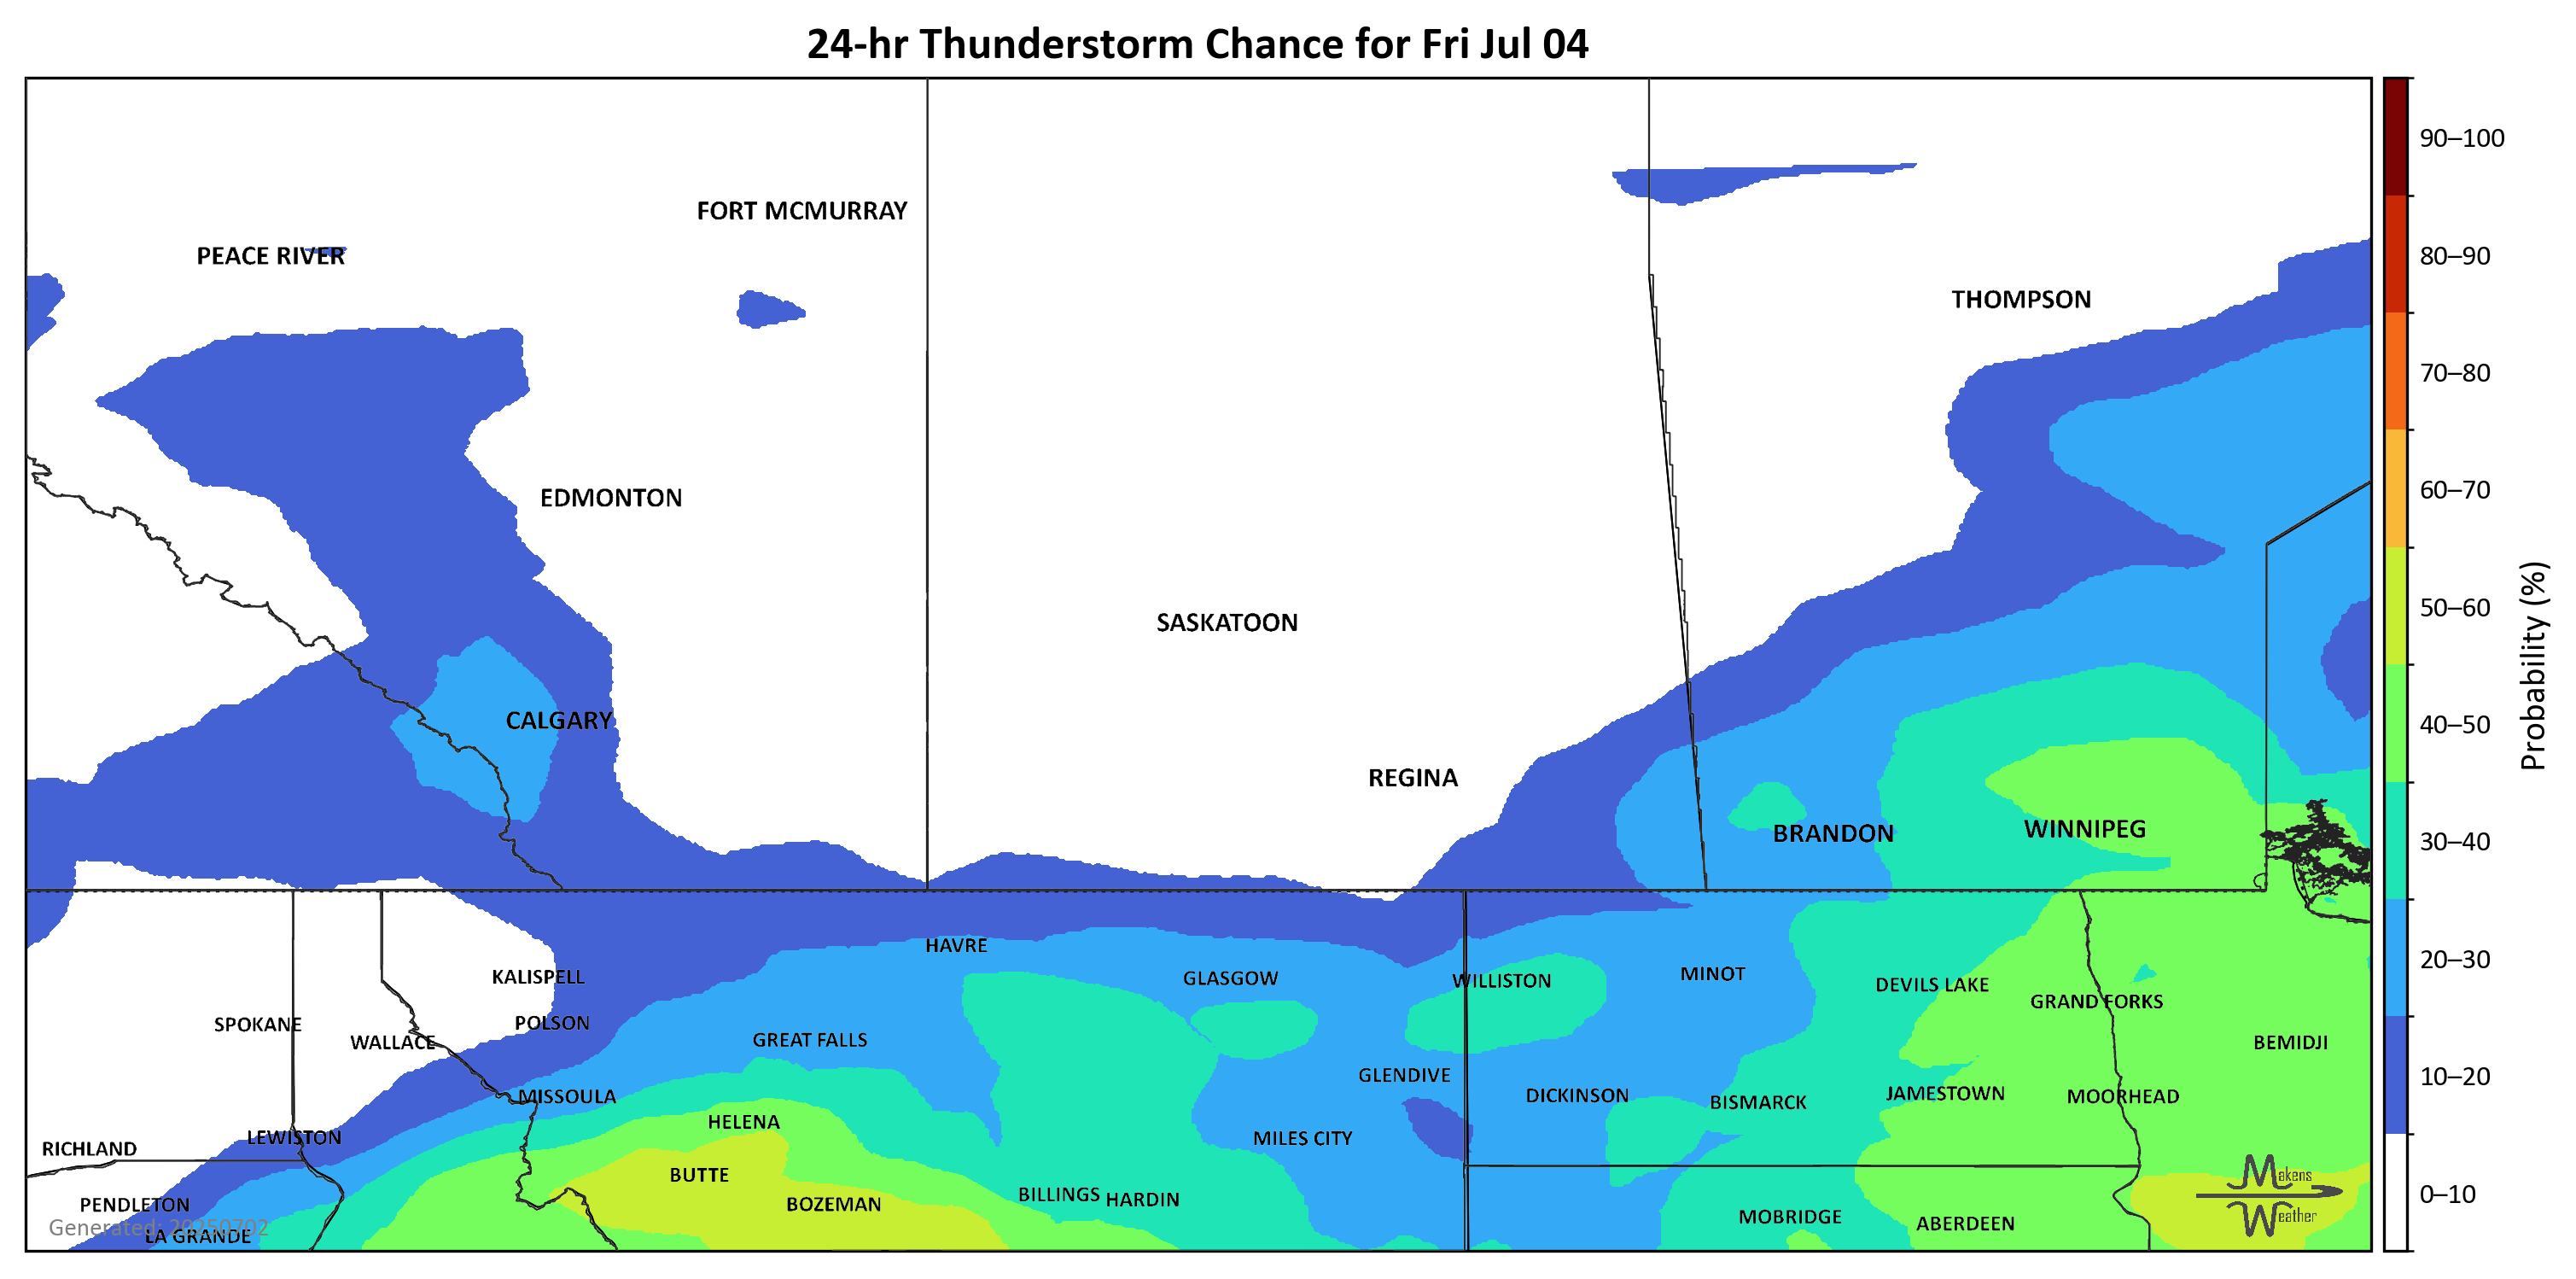 24-hr Thunderstorm Chance for Fri Jul 04
90–100
FORT MCMURRAY
PEACE RIVER
80–90
THOMPSON
70–80
60–70
EDMONTON
50–60
SASKATOON
Probability (%)
CALGARY
40–50
REGINA
BRANDON
WINNIPEG
30–40
HAVRE
20–30
KALISPELL
GLASGOW
WILLISTON
MINOT
DEVILS LAKE
GRAND FORKS
SPOKANE
POLSON
WALLACE
GREAT FALLS
BEMIDJI
GLENDIVE
10–20
MISSOULA
DICKINSON
BISMARCK
JAMESTOWN
MOORHEAD
HELENA
LEWISTON
MILES CITY
RICHLAND
BUTTE
Makens
BILLINGS
HARDIN
0–10
PENDLETON
BOZEMAN
Weather
MOBRIDGE
ABERDEEN
Generated: 20250702
LA GRANDE